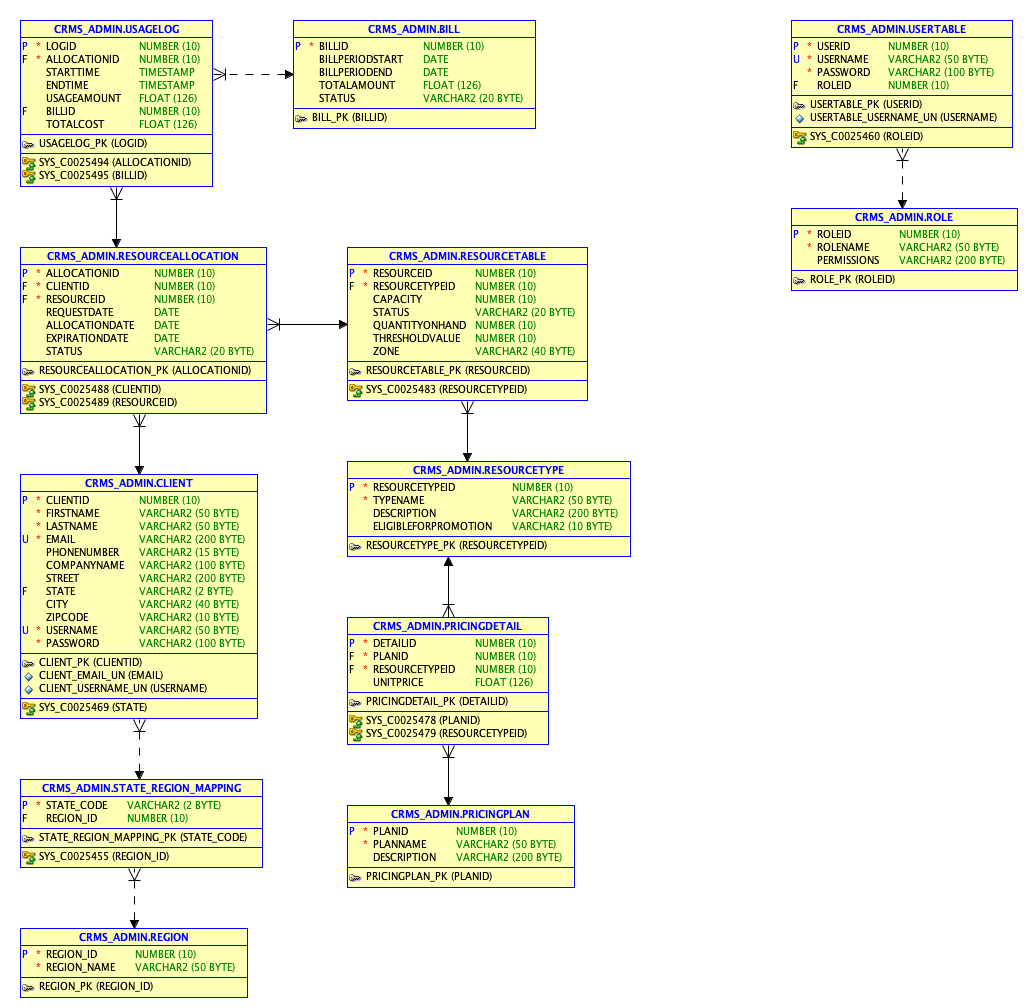 CRMS_ADMIN.USAGELOG
P * LOGID NUMBER (10)
F * ALLOCATIONID NUMBER (10)
STARTTIME TIMESTAMP
ENDTIME TIMESTAMP
USAGEAMOUNT FLOAT (126)
F BILLID NUMBER (10)
TOTALCOST FLOAT (126)
USAGELOG_PK (LOGID)
SYS_C0025494 (ALLOCATIONID)
SYS_C0025495 (BILLID)
CRMS_ADMIN.BILL
P * BILLID NUMBER (10)
BILLPERIODSTART DATE
BILLPERIODEND DATE
TOTALAMOUNT FLOAT (126)
STATUS VARCHAR2 (20 BYTE)
BILL_PK (BILLID)
CRMS_ADMIN.USERTABLE
P * USERID NUMBER (10)
U * USERNAME VARCHAR2 (50 BYTE)
* PASSWORD VARCHAR2 (100 BYTE)
F ROLEID NUMBER (10)
USERTABLE_PK (USERID)
USERTABLE_USERNAME_UN (USERNAME)
SYS_C0025460 (ROLEID)
CRMS_ADMIN.ROLE
P * ROLEID NUMBER (10)
* ROLENAME VARCHAR2 (50 BYTE)
PERMISSIONS VARCHAR2 (200 BYTE)
ROLE_PK (ROLEID)
CRMS_ADMIN.RESOURCEALLOCATION
P * ALLOCATIONID NUMBER (10)
F * CLIENTID NUMBER (10)
F * RESOURCEID NUMBER (10)
REQUESTDATE DATE
ALLOCATIONDATE DATE
EXPIRATIONDATE DATE
STATUS VARCHAR2 (20 BYTE)
RESOURCEALLOCATION_PK (ALLOCATIONID)
SYS_C0025488 (CLIENTID)
SYS_C0025489 (RESOURCEID)
CRMS_ADMIN.RESOURCETABLE
P * RESOURCEID NUMBER (10)
F * RESOURCETYPEID NUMBER (10)
CAPACITY NUMBER (10)
STATUS VARCHAR2 (20 BYTE)
QUANTITYONHAND NUMBER (10)
THRESHOLDVALUE NUMBER (10)
ZONE VARCHAR2 (40 BYTE)
RESOURCETABLE_PK (RESOURCEID)
SYS_C0025483 (RESOURCETYPEID)
CRMS_ADMIN.CLIENT
P * CLIENTID NUMBER (10)
* FIRSTNAME VARCHAR2 (50 BYTE)
* LASTNAME VARCHAR2 (50 BYTE)
U * EMAIL VARCHAR2 (200 BYTE)
PHONENUMBER VARCHAR2 (15 BYTE)
COMPANYNAME VARCHAR2 (100 BYTE)
STREET VARCHAR2 (200 BYTE)
F STATE VARCHAR2 (2 BYTE)
CITY VARCHAR2 (40 BYTE)
ZIPCODE VARCHAR2 (10 BYTE)
U * USERNAME VARCHAR2 (50 BYTE)
* PASSWORD VARCHAR2 (100 BYTE)
CLIENT_PK (CLIENTID)
CLIENT_EMAIL_UN (EMAIL)
CLIENT_USERNAME_UN (USERNAME)
SYS_C0025469 (STATE)
CRMS_ADMIN.RESOURCETYPE
P * RESOURCETYPEID NUMBER (10)
* TYPENAME VARCHAR2 (50 BYTE)
DESCRIPTION VARCHAR2 (200 BYTE)
ELIGIBLEFORPROMOTION VARCHAR2 (10 BYTE)
RESOURCETYPE_PK (RESOURCETYPEID)
CRMS_ADMIN.PRICINGDETAIL
P * DETAILID NUMBER (10)
F * PLANID NUMBER (10)
F * RESOURCETYPEID NUMBER (10)
UNITPRICE FLOAT (126)
PRICINGDETAIL_PK (DETAILID)
SYS_C0025478 (PLANID)
SYS_C0025479 (RESOURCETYPEID)
CRMS_ADMIN.STATE_REGION_MAPPING
P * STATE_CODE VARCHAR2 (2 BYTE)
F REGION_ID NUMBER (10)
STATE_REGION_MAPPING_PK (STATE_CODE)
SYS_C0025455 (REGION_ID)
CRMS_ADMIN.PRICINGPLAN
P * PLANID NUMBER (10)
* PLANNAME VARCHAR2 (50 BYTE)
DESCRIPTION VARCHAR2 (200 BYTE)
PRICINGPLAN_PK (PLANID)
CRMS_ADMIN.REGION
P * REGION_ID NUMBER (10)
* REGION_NAME VARCHAR2 (50 BYTE)
REGION_PK (REGION_ID)